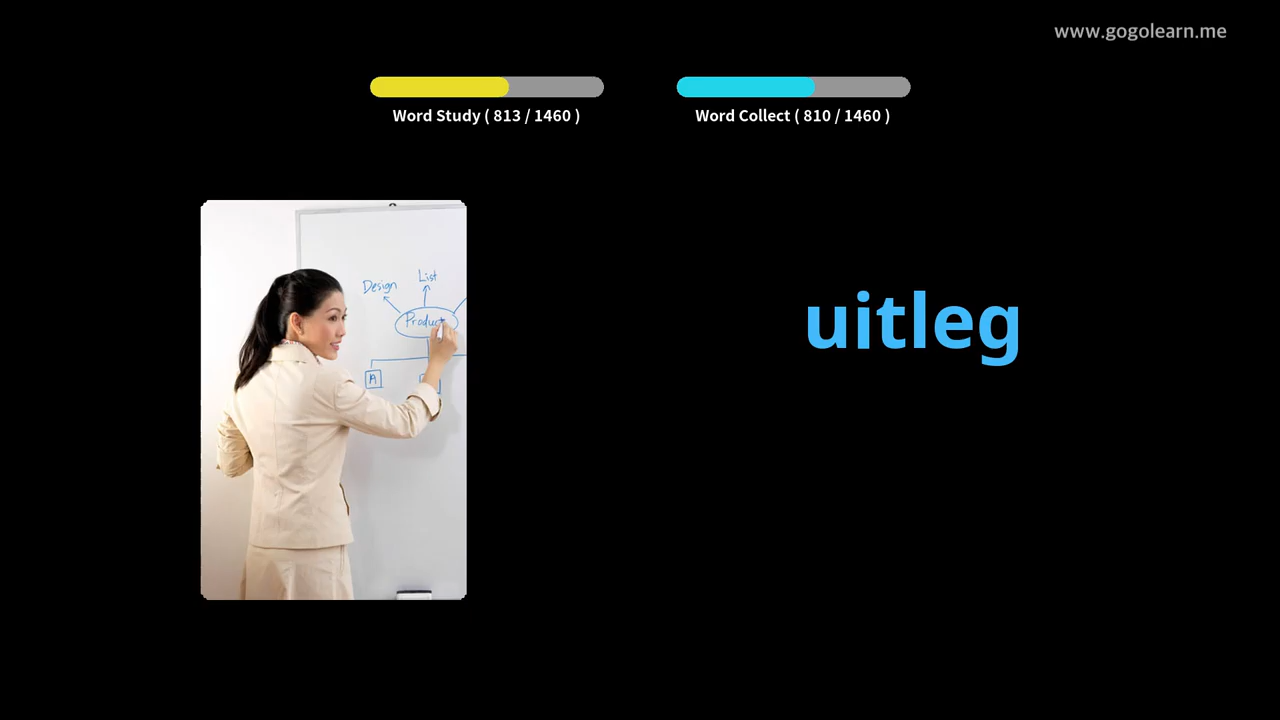 www.gogolearn.me
Word Study ( 813 / 1460 )
Word Collect ( 810 / 1460 )
List
Design
Product
A
uitleg